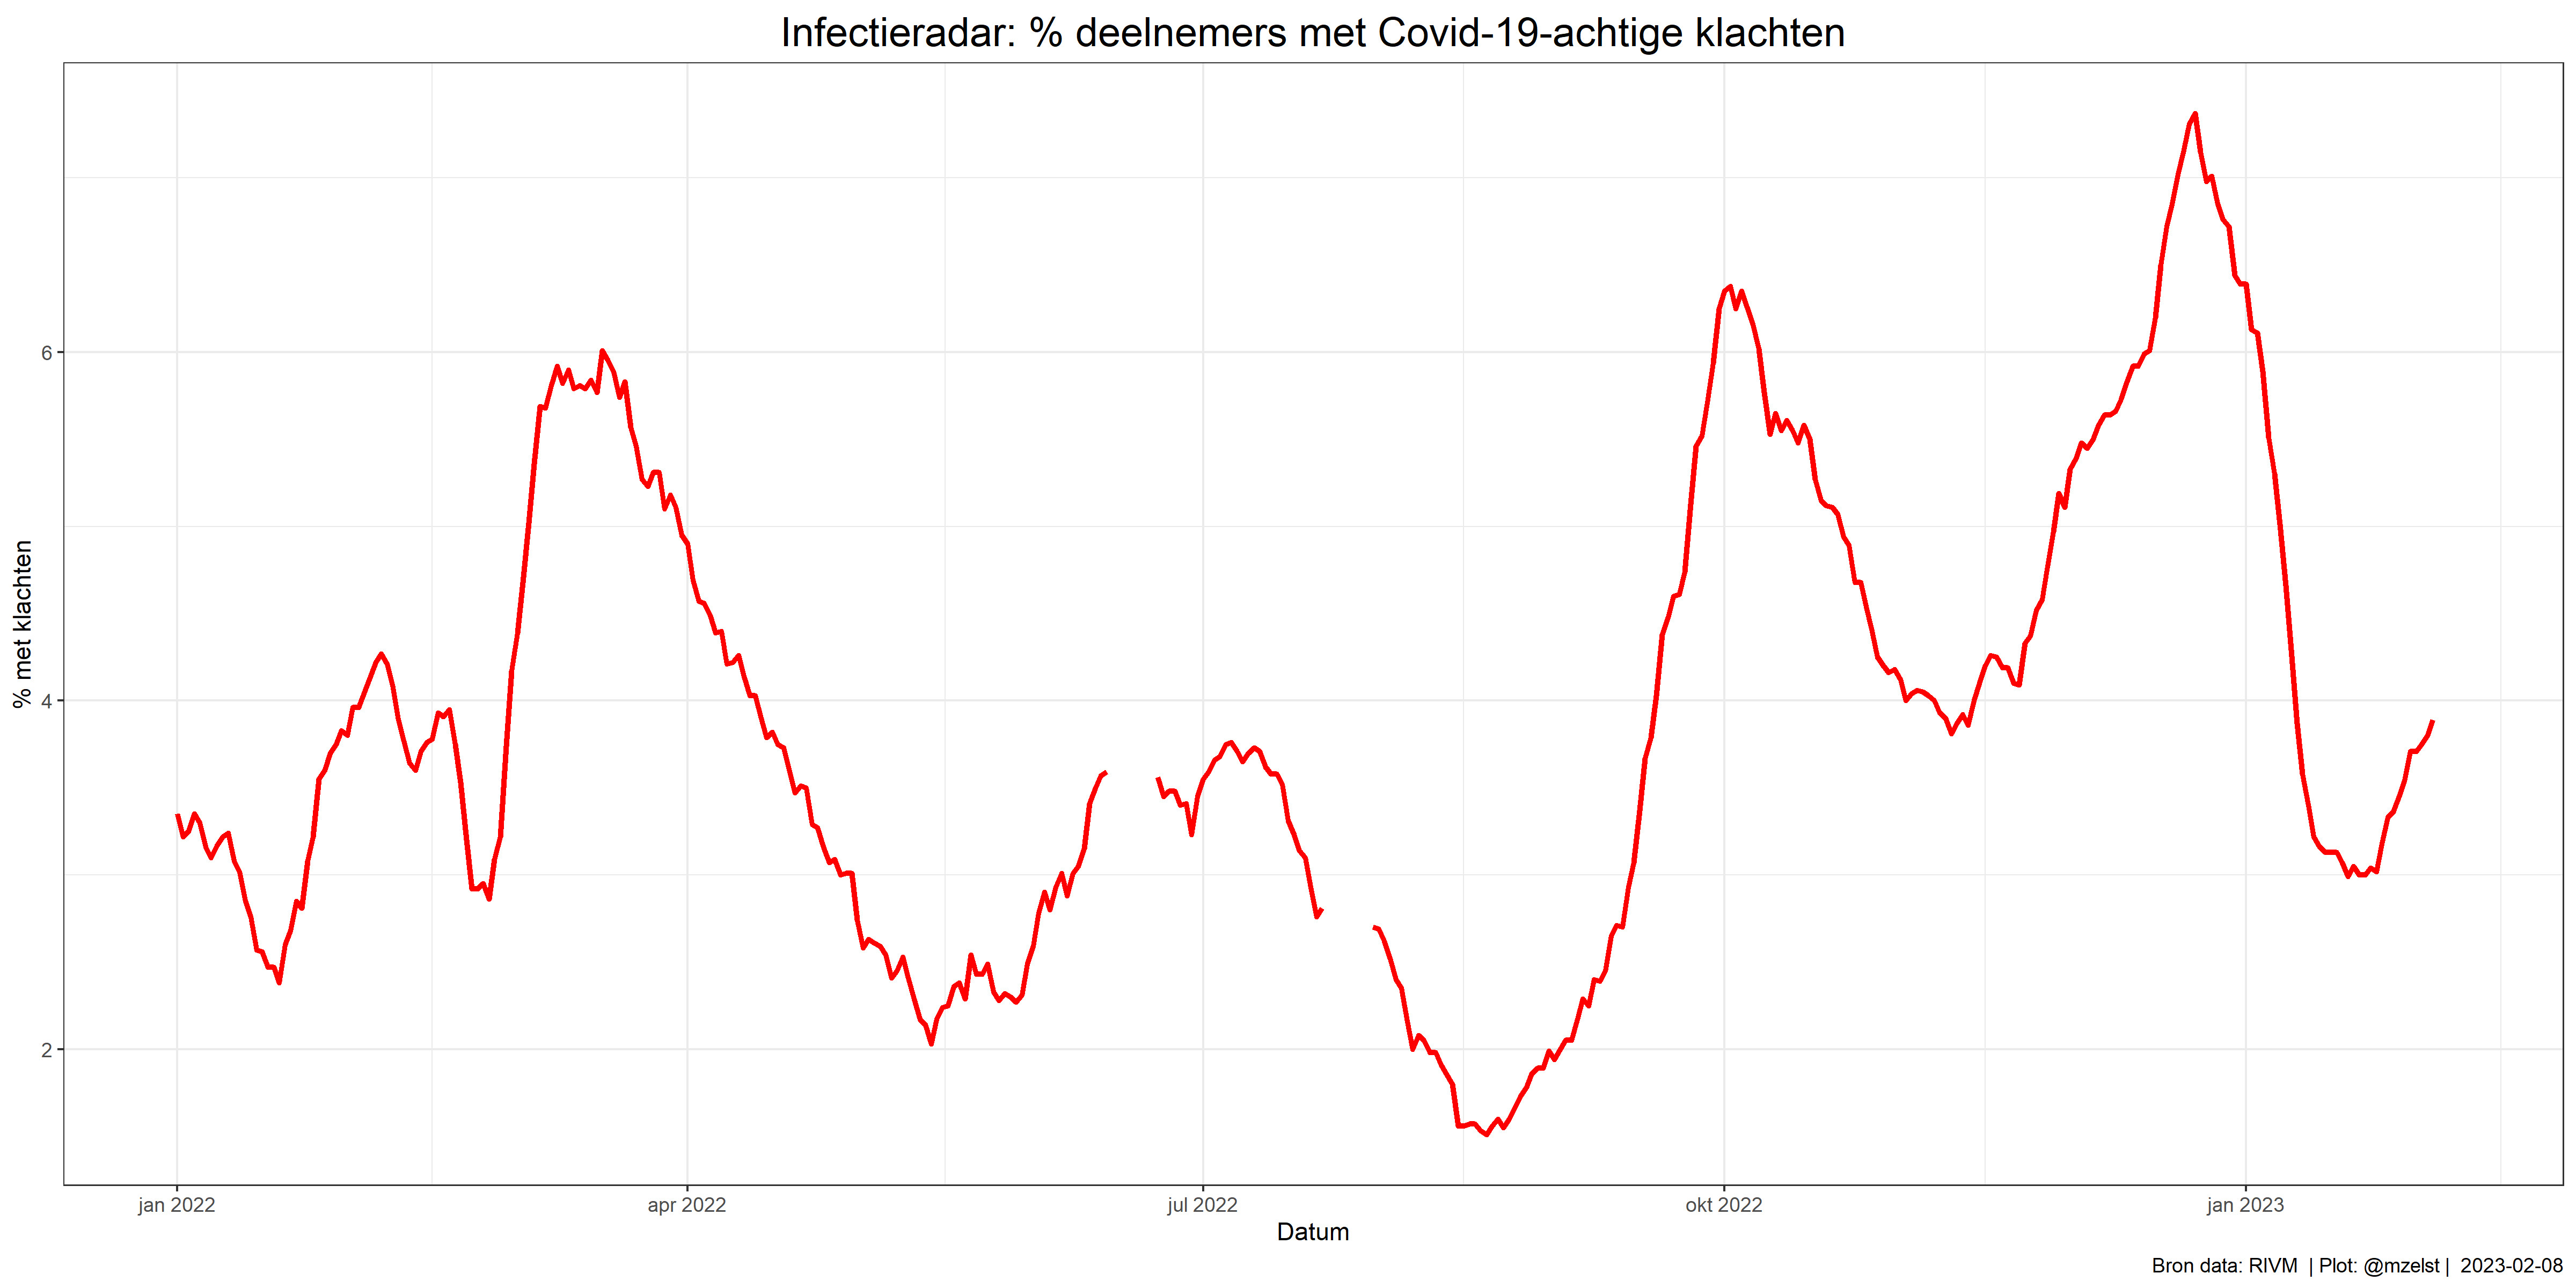 Infectieradar: % deelnemers met Covid-19-achtige klachten
% met klachten
6
4
2
jan 2022 apr 2022 jul 2022 okt 2022 jan 2023
Datum
Bron data: RIVM | Plot: @mzelst | 2023-02-08